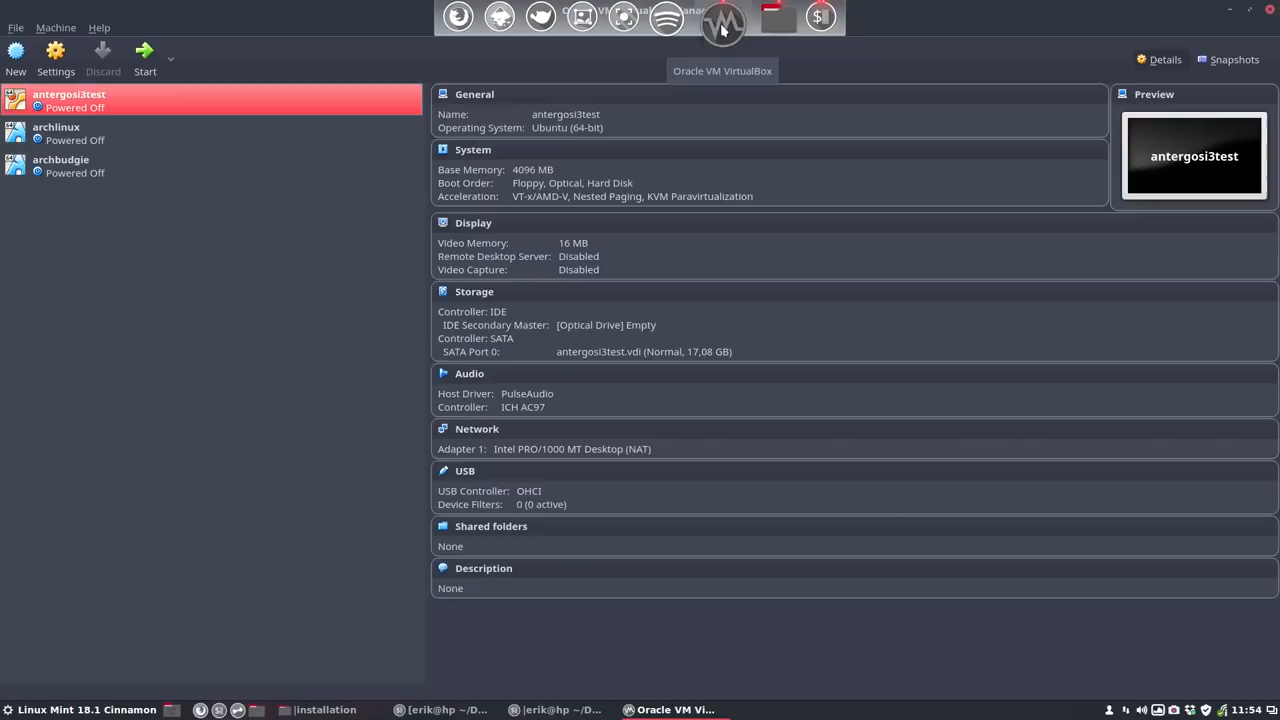 File Machine Help
New Settings Discard Start
Oracle VM VirtualBox
Details Snapshots
antergosi3test
Powered Off
archlinux
Powered Off
archbudgie
Powered Off
General
Name: antergosi3test
Operating System: Ubuntu (64-bit)
System
Base Memory: 4096 MB
Boot Order: Floppy, Optical, Hard Disk
Acceleration: VT-x/AMD-V, Nested Paging, KVM Paravirtualization
Preview
antergosi3test
Display
Video Memory: 16 MB
Remote Desktop Server: Disabled
Video Capture: Disabled
Storage
Controller: IDE
IDE Secondary Master: [Optical Drive] Empty
Controller: SATA
SATA Port 0: antergosi3test.vdi (Normal, 17,08 GB)
Audio
Host Driver: PulseAudio
Controller: ICH AC97
Network
Adapter 1: Intel PRO/1000 MT Desktop (NAT)
USB
USB Controller: OHCI
Device Filters: 0 (0 active)
Shared folders
None
Description
None
Linux Mint 18.1 Cinnamon |installation [erik@hp ~/D... |erik@hp ~/D... Oracle VM Vi... 11:54